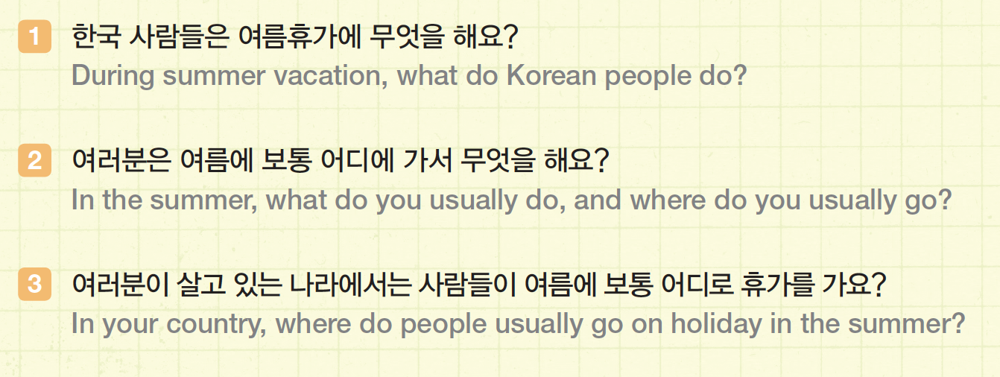 1 한국 사람들은 여름휴가에 무엇을 해요?
During summer vacation, what do Korean people do?
2 여러분은 여름에 보통 어디에 가서 무엇을 해요?
In the summer, what do you usually do, and where do you usually go?
3 여러분이 살고 있는 나라에서는 사람들이 여름에 보통 어디로 휴가를 가요?
In your country, where do people usually go on holiday in the summer?